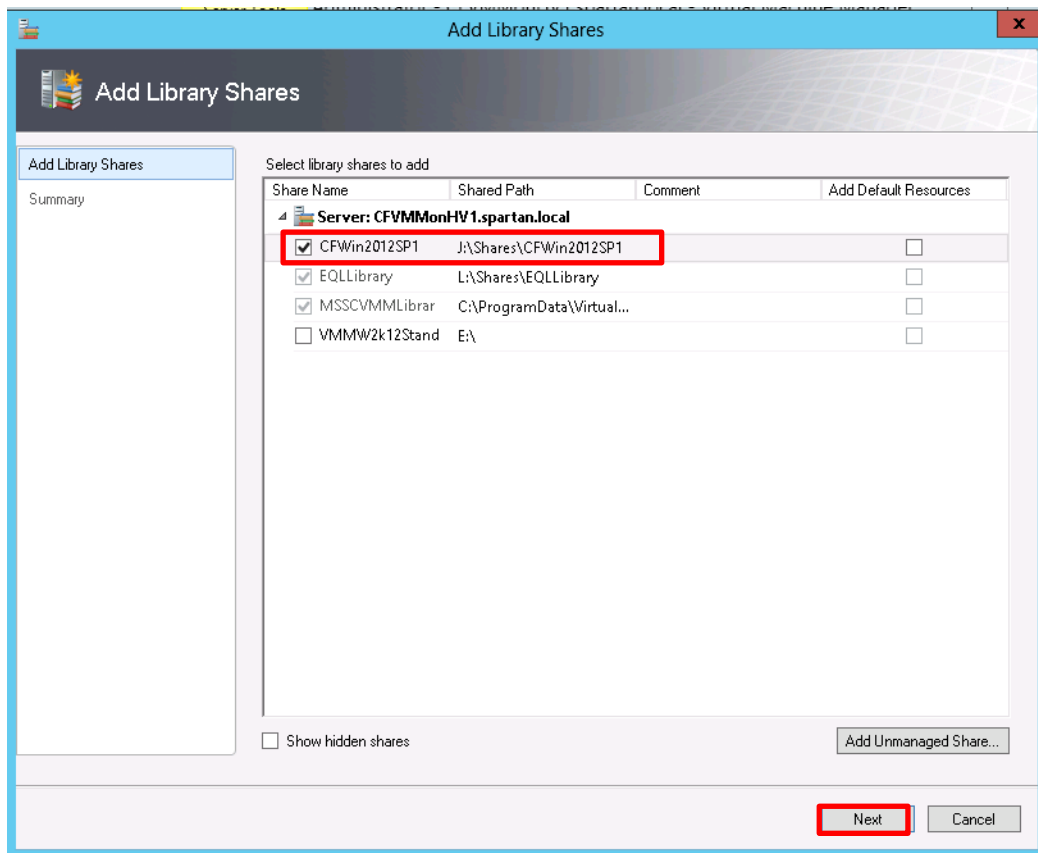 Add Library Shares
x
Add Library Shares
Add Library Shares
Summary
Select library shares to add
Share Name Shared Path Comment Add Default Resources
Server: CFVMMonHV1.spartan.local
CFWin2012SP1 J:\Shares\CFWin2012SP1
EQLLibrary L:\Shares\EQLLibrary
MSSCVMMLibrar C:\ProgramData\Virtual...
VMMW2k12Stand E:\
Show hidden shares
Add Unmanaged Share...
Next Cancel